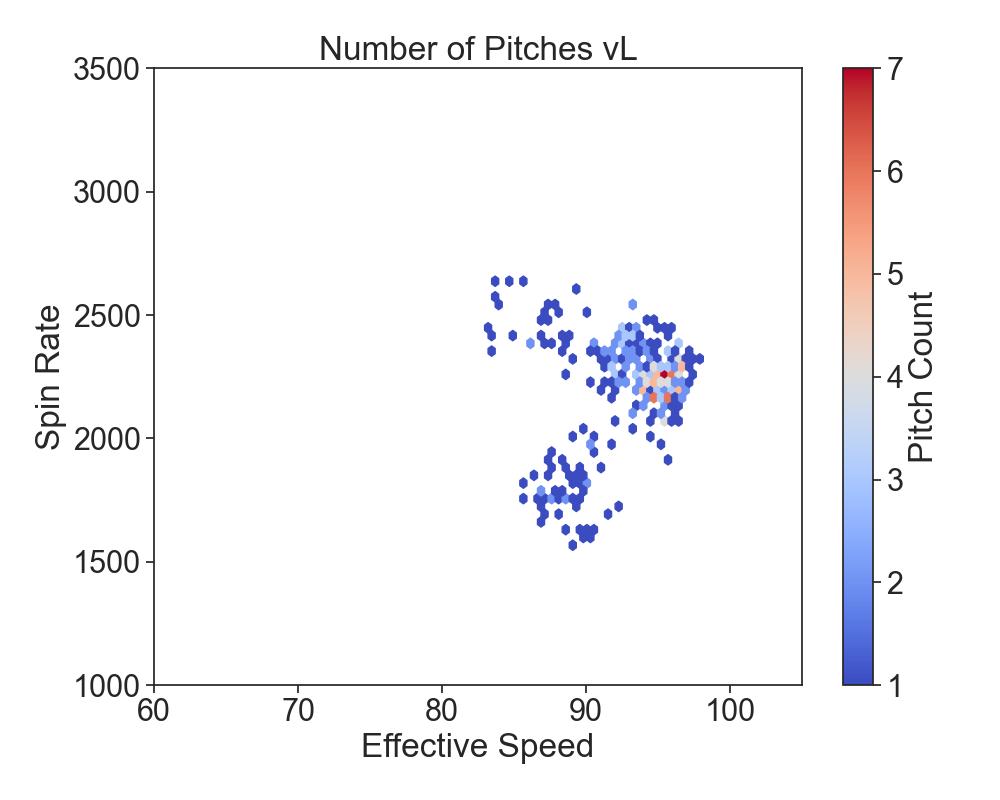 Number of Pitches vL
3500
3000
2500
2000
1500
1000
Spin Rate
60 70 80 90 100
Effective Speed
7
6
5
4
3
2
1
Pitch Count